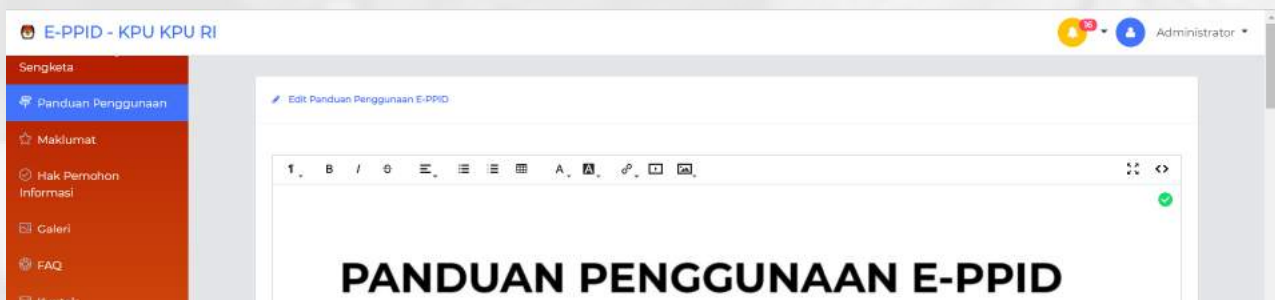 E-PPID - KPU KPU RI
16
Administrator
Sengketa
Panduan Penggunaan
Maklumat
Hak Pemohon
Informasi
Galeri
FAQ
Edit Panduan Penggunaan E-PPID
PANDUAN PENGGUNAAN E-PPID